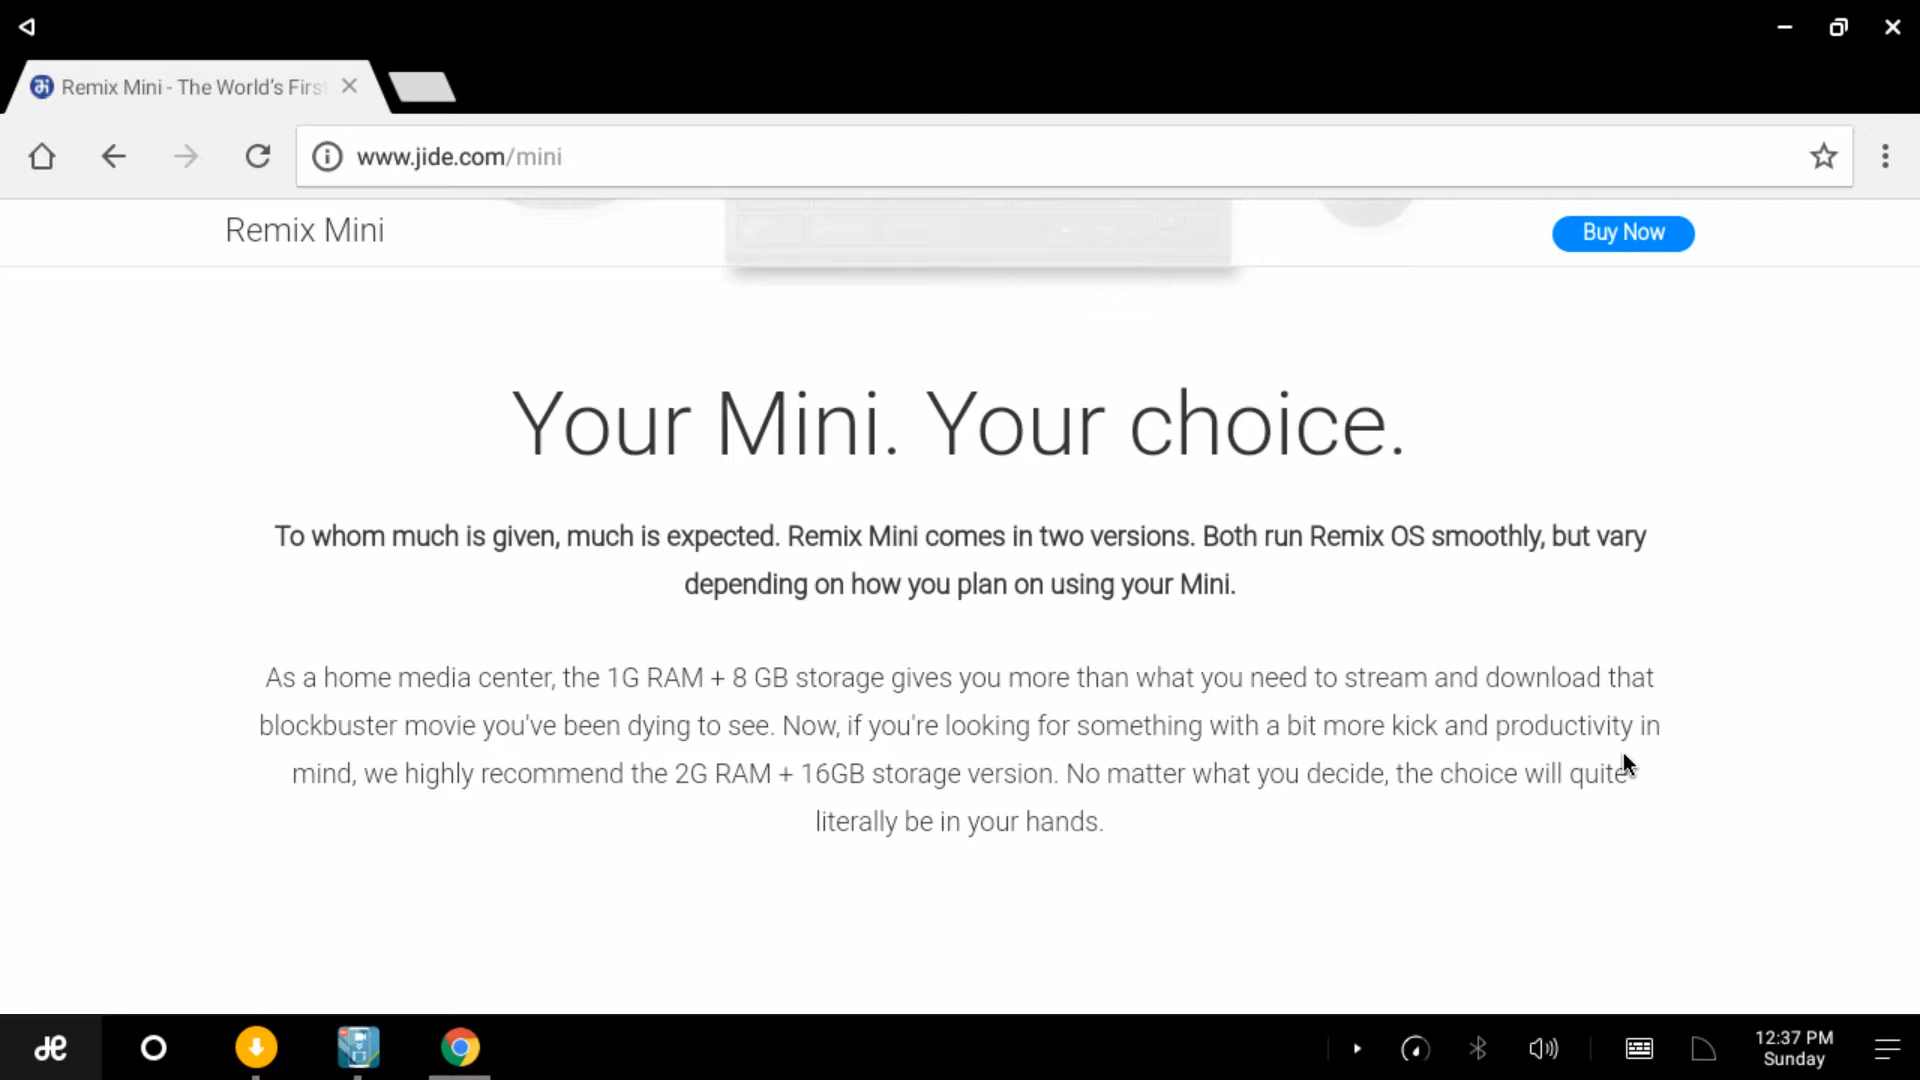 Remix Mini - The World's First
www.jide.com/mini
Remix Mini
Buy Now
Your Mini. Your choice.
To whom much is given, much is expected. Remix Mini comes in two versions. Both run Remix OS smoothly, but vary
depending on how you plan on using your Mini.
As a home media center, the 1G RAM + 8 GB storage gives you more than what you need to stream and download that
blockbuster movie you've been dying to see. Now, if you're looking for something with a bit more kick and productivity in
mind, we highly recommend the 2G RAM + 16GB storage version. No matter what you decide, the choice will quite
literally be in your hands.
12:37 PM
Sunday